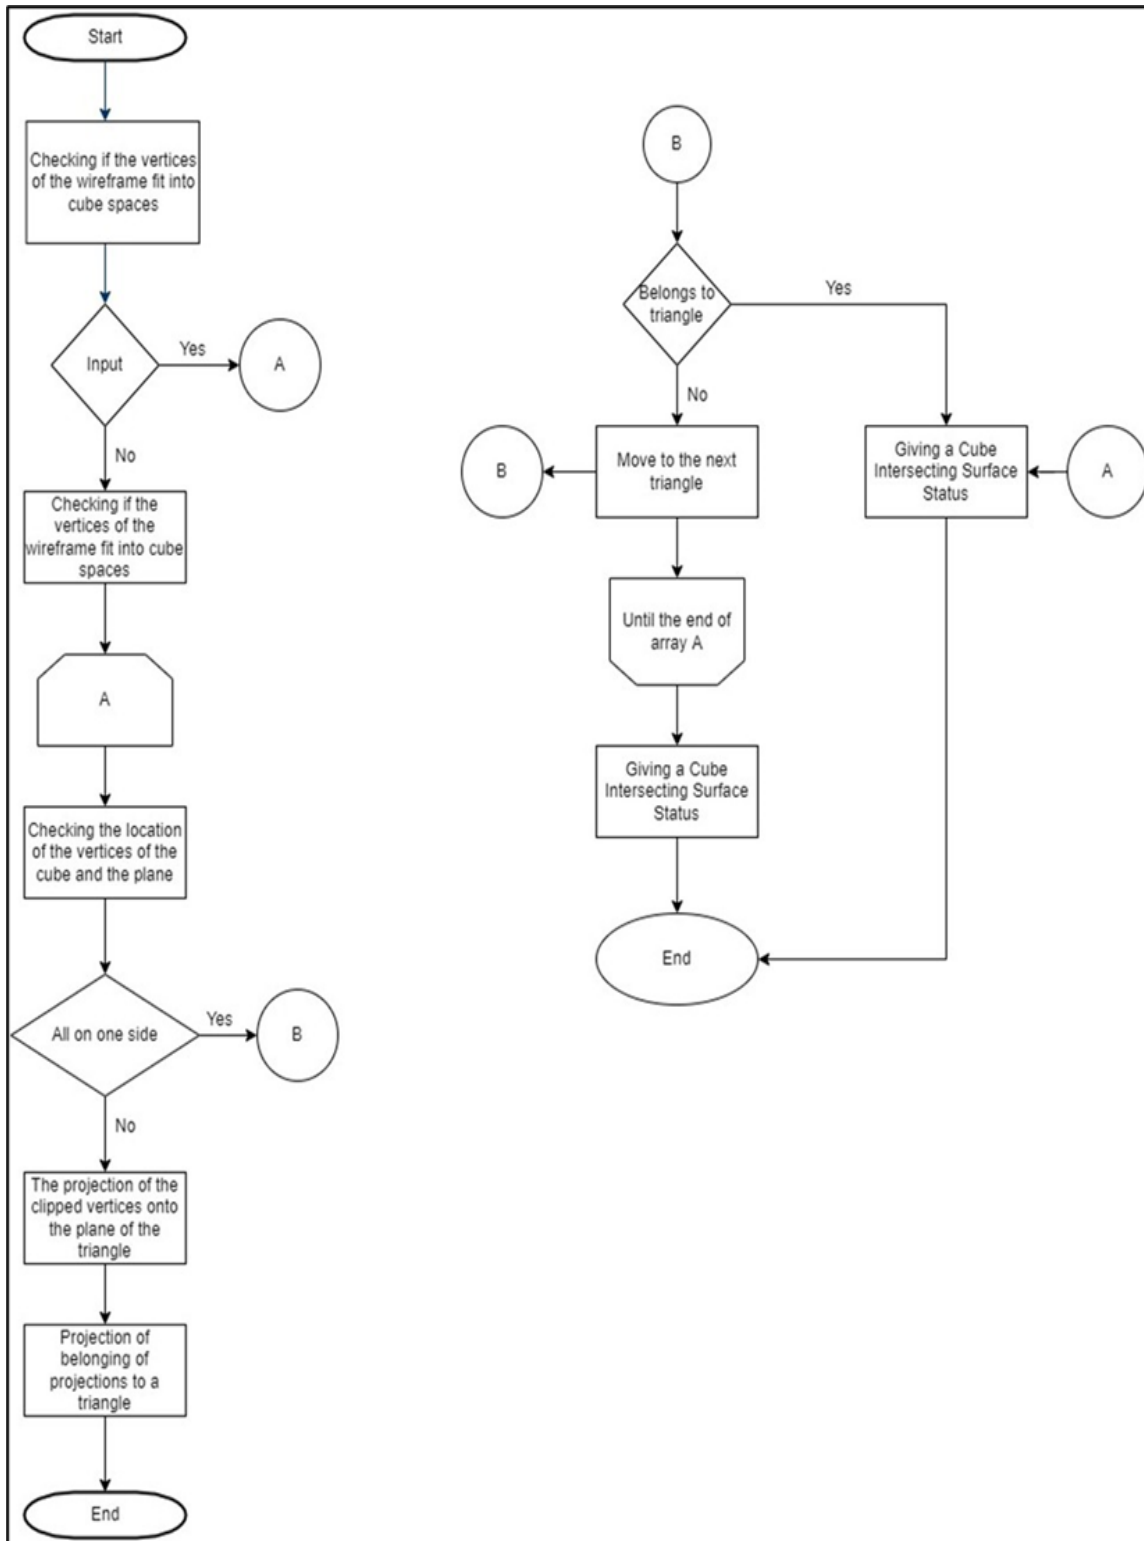 Start
Checking if the vertices
of the wireframe fit into
cube spaces
Input
Yes
A
No
Checking if the
vertices of the
wireframe fit into cube
spaces
A
Checking the location
of the vertices of the
cube and the plane
All on one side
Yes
B
No
The projection of the
clipped vertices onto
the plane of the
triangle
Projection of
belonging of
projections to a
triangle
End
B
Belongs to
triangle
Yes
No
B
Move to the next
triangle
Giving a Cube
Intersecting Surface
Status
A
Until the end of
array A
Giving a Cube
Intersecting Surface
Status
End